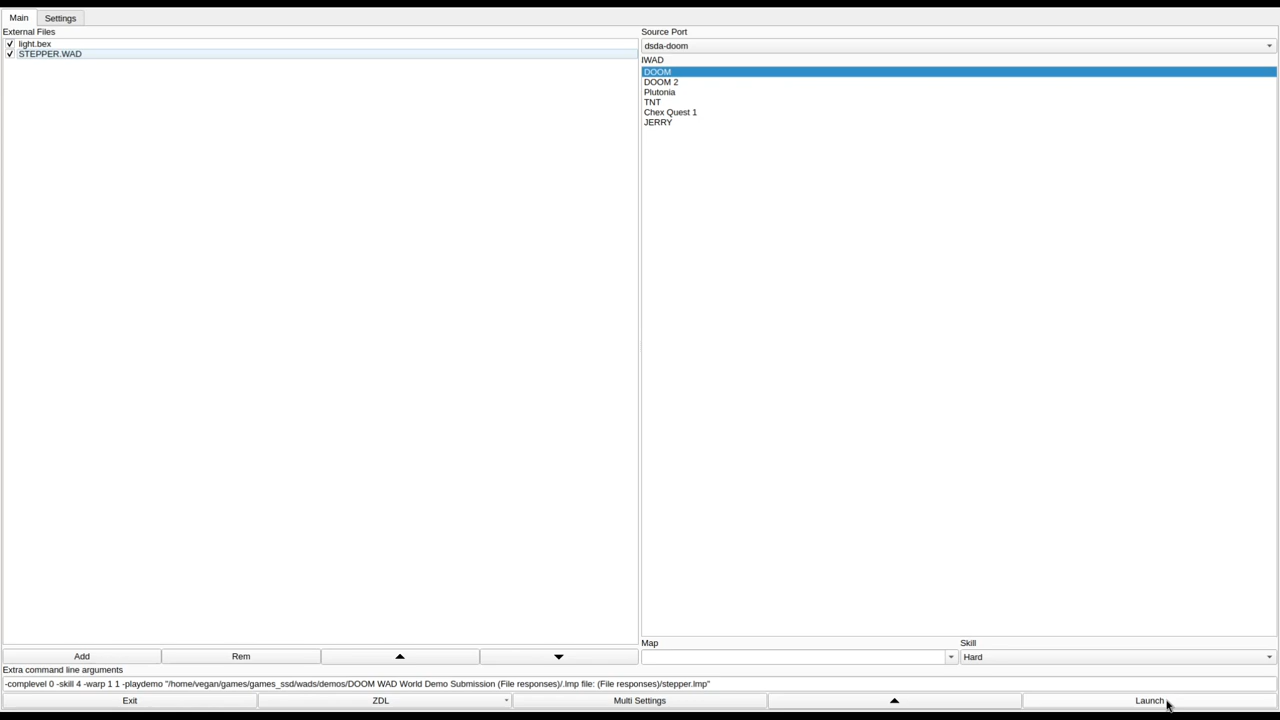 Main Settings
External Files
light.bex
STEPPER.WAD
Source Port
dsda-doom
IWAD
DOOM
DOOM 2
Plutonia
TNT
Chex Quest 1
JERRY
Map Skill
Hard
Add Rem
Extra command line arguments
-complevel 0 -skill 4 -warp 1 1 -playdemo "/home/vegan/games/games_ssd/wads/demos/DOOM WAD World Demo Submission (File responses)/.lmp file: (File responses)/stepper.lmp"
Exit ZDL Multi Settings Launch